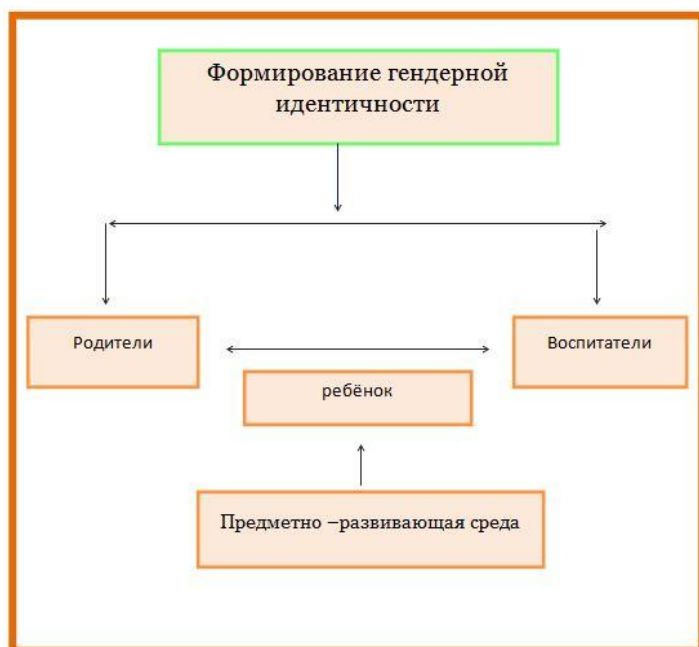 Формирование гендерной
идентичности
Родители
Воспитатели
ребёнок
Предметно –развивающая среда